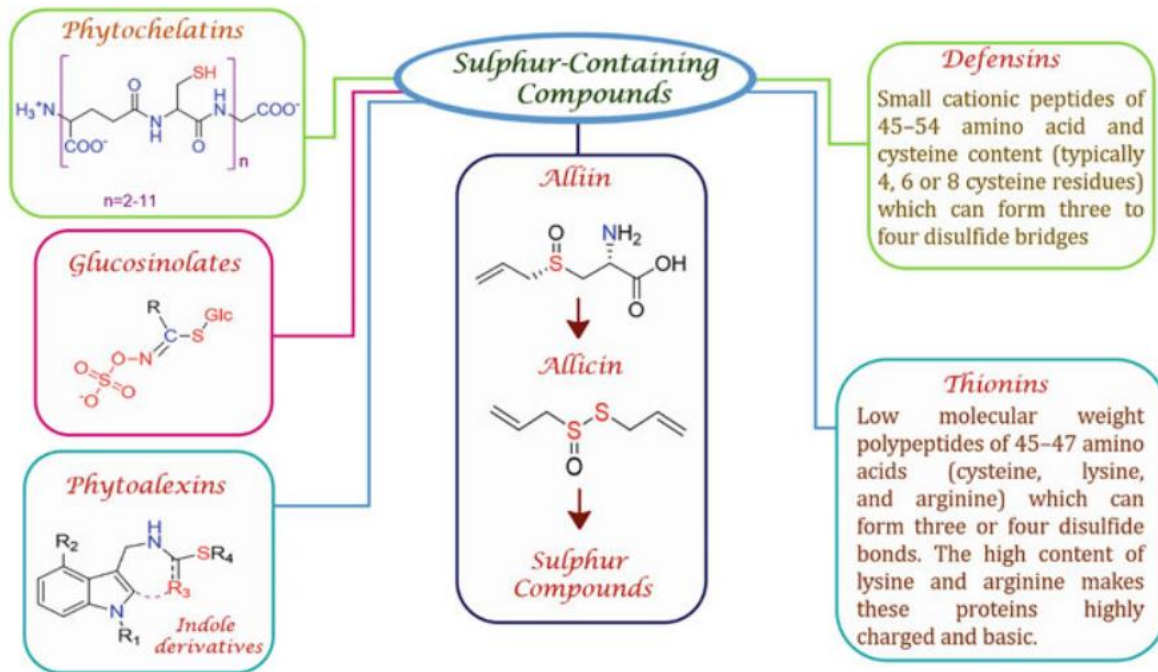 Phytochelatins
SH
O
O
COO⁻
H₃⁺N
N
H
N
H
COO⁻
O
n
n=2-11
Glucosinolates
R
Glc
C
S
O
N
O
S
O
⁻O
Phytoalexins
H
N
R₂
SR₄
R₃
N
R₁
Indole
derivatives
Sulphur-Containing
Compounds
Alliin
O
NH₂
S
OH
O
Allicin
S
S
O
Sulphur
Compounds
Defensins
Small cationic peptides of
45–54 amino acid and
cysteine content (typically
4, 6 or 8 cysteine residues)
which can form three to
four disulfide bridges
Thionins
Low molecular weight
polypeptides of 45–47 amino
acids (cysteine, lysine,
and arginine) which can
form three or four disulfide
bonds. The high content of
lysine and arginine makes
these proteins highly
charged and basic.